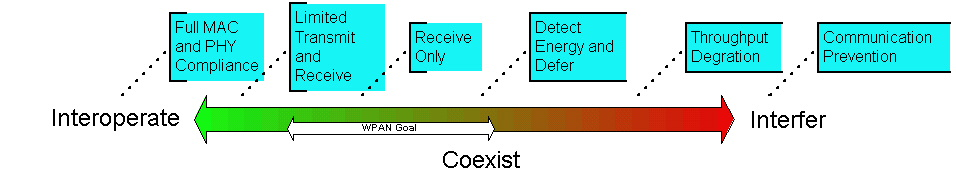 Full MAC
and PHY
Compliance
Limited
Transmit
and
Receive
Receive
Only
Detect
Energy and
Defer
Throughput
Degration
Communication
Prevention
Interoperate
WPAN Goal
Interfer
Coexist